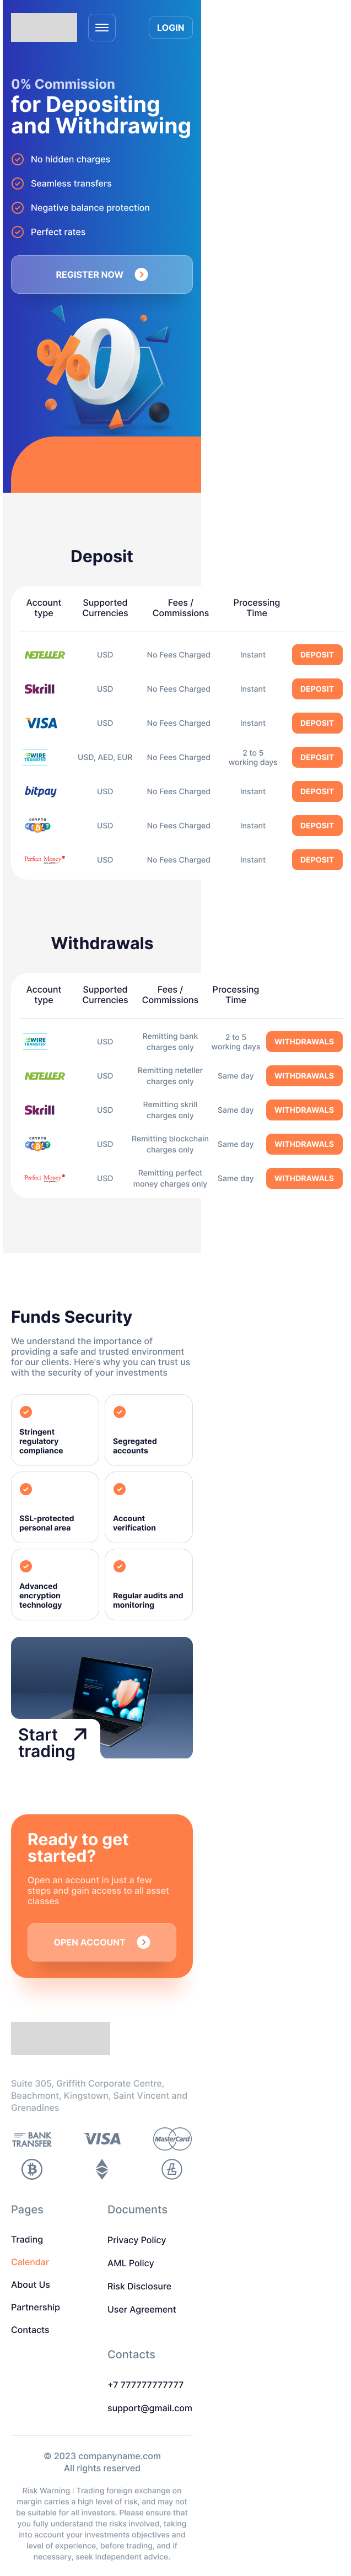 LOGIN
0% Commission
for Depositing
and Withdrawing
No hidden charges
Seamless transfers
Negative balance protection
Perfect rates
REGISTER NOW
%0
Deposit
Account type Supported Currencies Fees / Commissions Processing Time
NETELLER USD No Fees Charged Instant DEPOSIT
Skrill USD No Fees Charged Instant DEPOSIT
VISA USD No Fees Charged Instant DEPOSIT
WIRE TRANSFER USD, AED, EUR No Fees Charged 2 to 5 working days DEPOSIT
bitpay USD No Fees Charged Instant DEPOSIT
CRYPTO USD No Fees Charged Instant DEPOSIT
Perfect Money USD No Fees Charged Instant DEPOSIT
Withdrawals
Account type Supported Currencies Fees / Commissions Processing Time
WIRE TRANSFER USD Remitting bank charges only 2 to 5 working days WITHDRAWALS
NETELLER USD Remitting neteller charges only Same day WITHDRAWALS
Skrill USD Remitting skrill charges only Same day WITHDRAWALS
CRYPTO USD Remitting blockchain charges only Same day WITHDRAWALS
Perfect Money USD Remitting perfect money charges only Same day WITHDRAWALS
Funds Security
We understand the importance of
providing a safe and trusted environment
for our clients. Here's why you can trust us
with the security of your investments
Stringent
regulatory
compliance
Segregated
accounts
SSL-protected
personal area
Account
verification
Advanced
encryption
technology
Regular audits and
monitoring
Start
trading
Ready to get
started?
Open an account in just a few
steps and gain access to all asset
classes
OPEN ACCOUNT
Suite 305, Griffith Corporate Centre,
Beachmont, Kingstown, Saint Vincent and
Grenadines
BANK TRANSFER VISA MasterCard
Pages
Trading
Calendar
About Us
Partnership
Contacts
Documents
Privacy Policy
AML Policy
Risk Disclosure
User Agreement
Contacts
+7 777777777777
support@gmail.com
© 2023 companyname.com
All rights reserved
Risk Warning : Trading foreign exchange on
margin carries a high level of risk, and may not
be suitable for all investors. Please ensure that
you fully understand the risks involved, taking
into account your investments objectives and
level of experience, before trading, and if
necessary, seek independent advice.